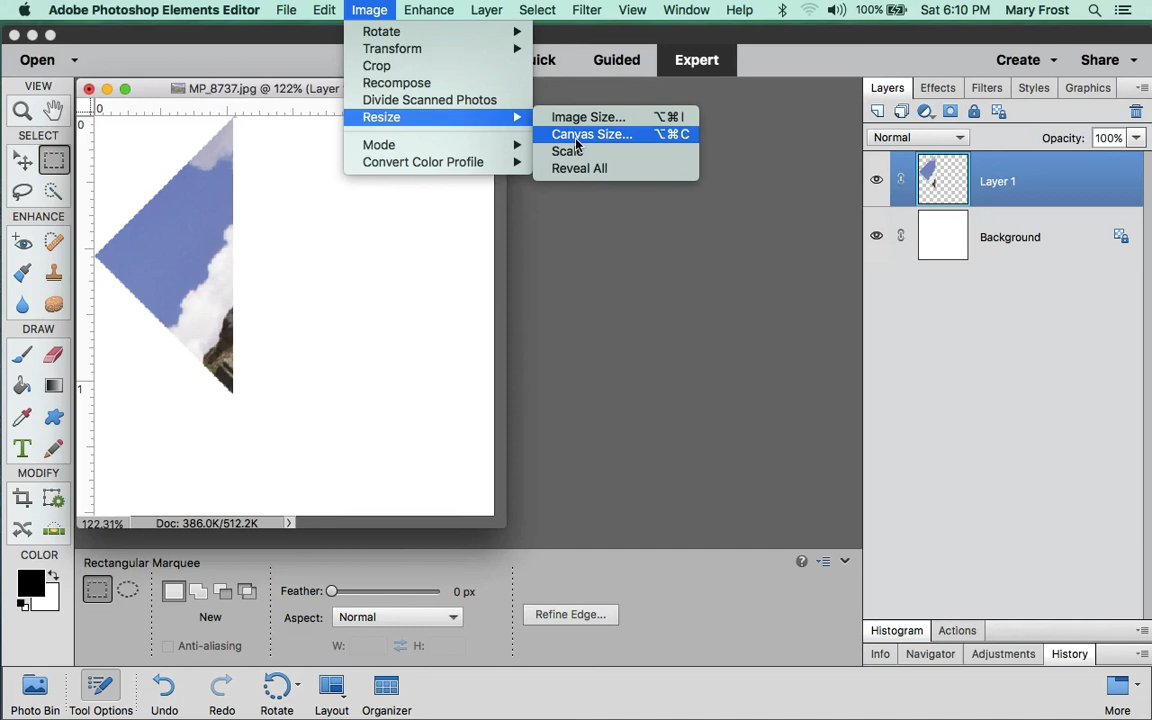 Adobe Photoshop Elements Editor File Edit Image Enhance Layer Select Filter View Window Help 100% Sat 6:10 PM Mary Frost
Open Guided Expert Create Share
VIEW
SELECT
ENHANCE
DRAW
MODIFY
COLOR
Rotate
Transform
Crop
Recompose
Divide Scanned Photos
Resize
Mode
Convert Color Profile
Image Size... ⌥⌘I
Canvas Size... ⌥⌘C
Scale
Reveal All
MP_8737.jpg @ 122% (Layer
0
0
1
122.31% Doc: 386.0K/512.2K
Layers Effects Filters Styles Graphics
Normal Opacity: 100%
Layer 1
Background
Rectangular Marquee
New
Anti-aliasing
Feather: 0 px
Aspect: Normal
W: H:
Refine Edge...
Histogram Actions
Info Navigator Adjustments History
Photo Bin Tool Options Undo Redo Rotate Layout Organizer More